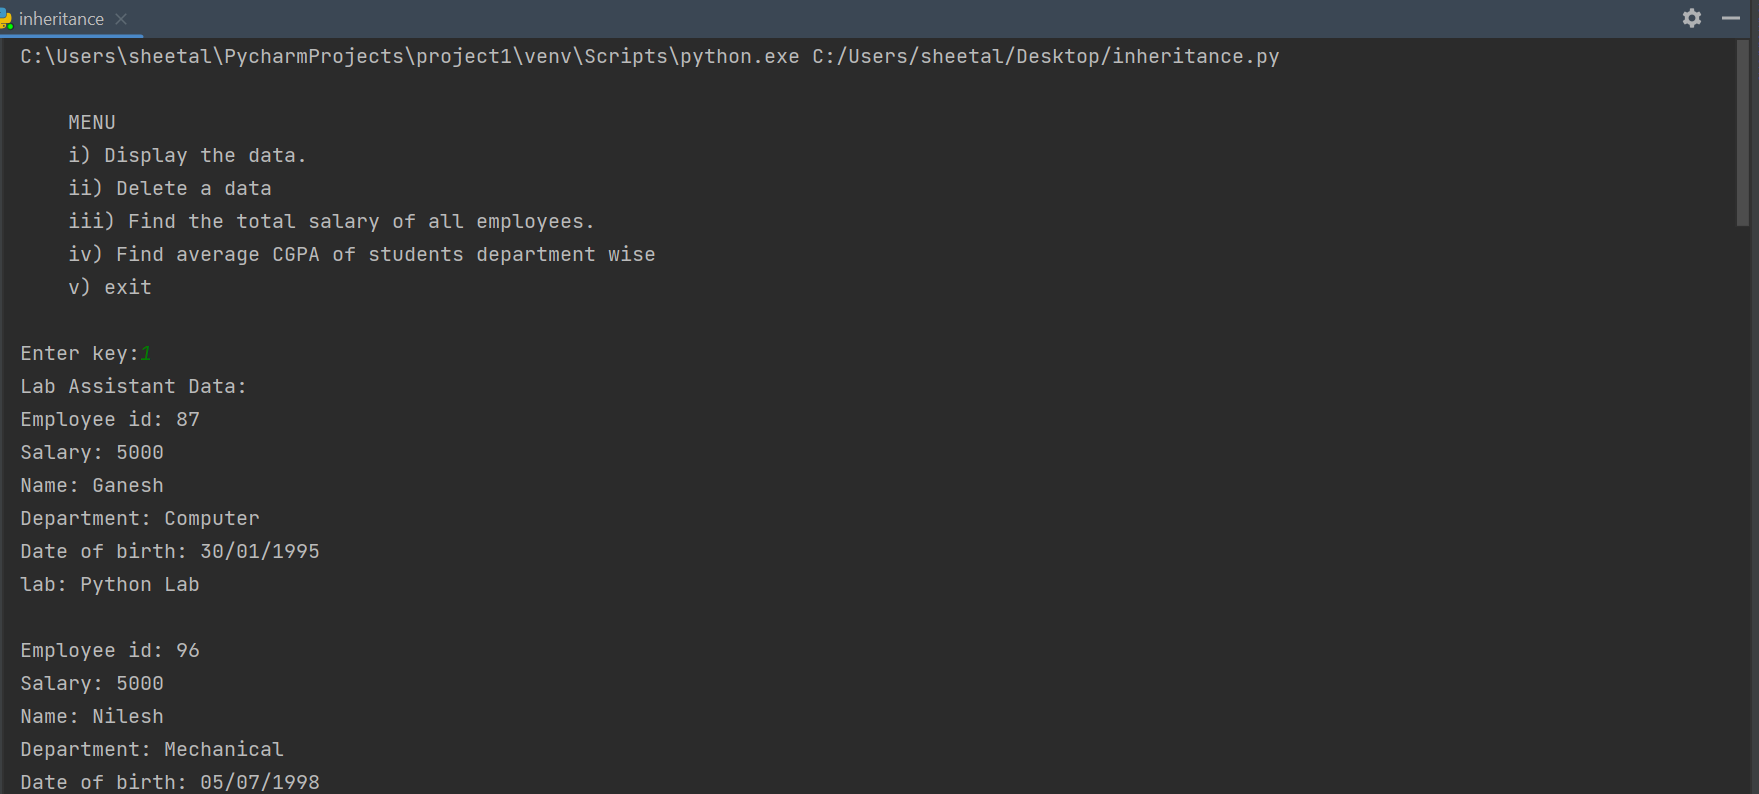 inheritance
C:\Users\sheetal\PycharmProjects\project1\venv\Scripts\python.exe C:/Users/sheetal/Desktop/inheritance.py
MENU
i) Display the data.
ii) Delete a data
iii) Find the total salary of all employees.
iv) Find average CGPA of students department wise
v) exit
Enter key:1
Lab Assistant Data:
Employee id: 87
Salary: 5000
Name: Ganesh
Department: Computer
Date of birth: 30/01/1995
lab: Python Lab
Employee id: 96
Salary: 5000
Name: Nilesh
Department: Mechanical
Date of birth: 05/07/1998